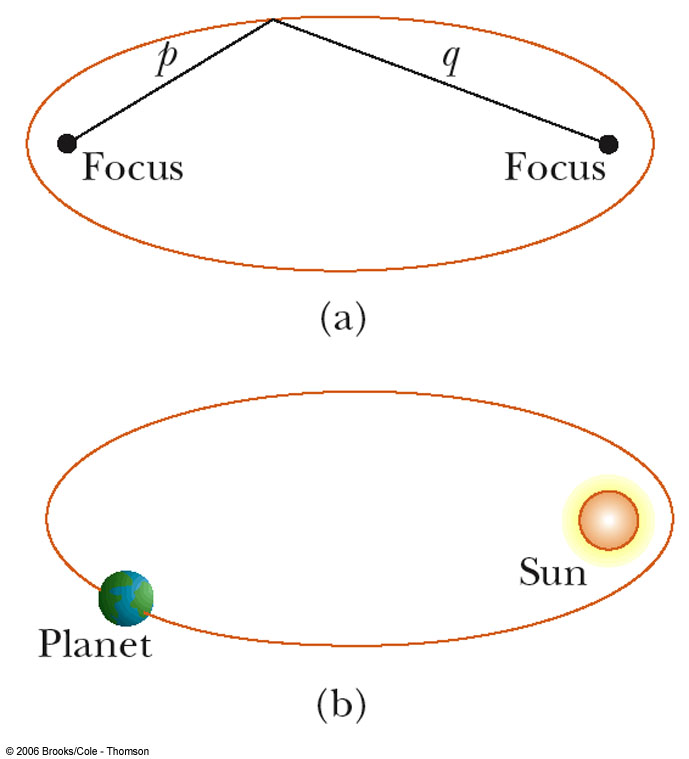 p
q
Focus
Focus
(a)
Sun
Planet
(b)
© 2006 Brooks/Cole - Thomson